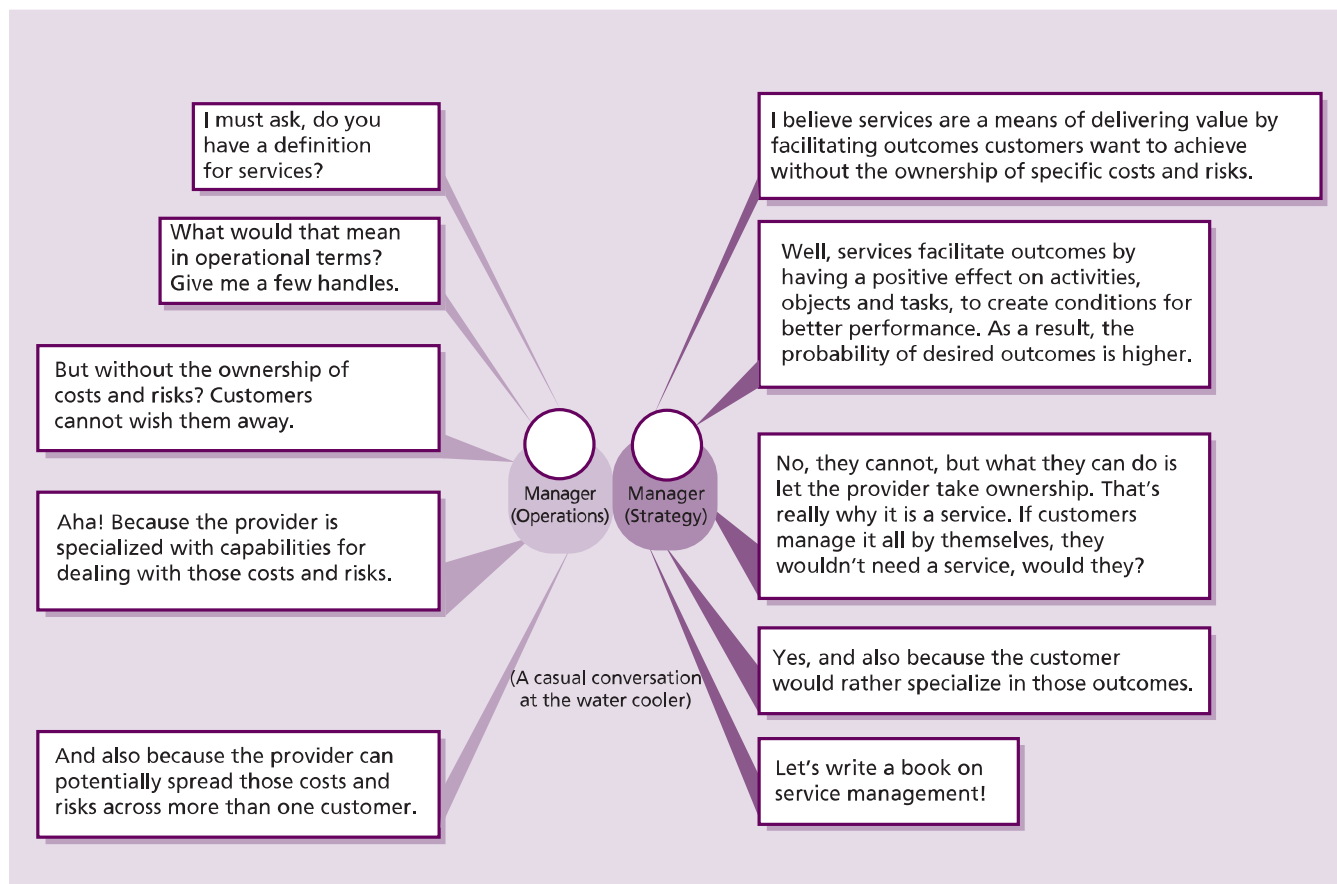 I must ask, do you
have a definition
for services?
I believe services are a means of delivering value by
facilitating outcomes customers want to achieve
without the ownership of specific costs and risks.
What would that mean
in operational terms?
Give me a few handles.
Well, services facilitate outcomes by
having a positive effect on activities,
objects and tasks, to create conditions for
better performance. As a result, the
probability of desired outcomes is higher.
But without the ownership of
costs and risks? Customers
cannot wish them away.
No, they cannot, but what they can do is
let the provider take ownership. That's
really why it is a service. If customers
manage it all by themselves, they
wouldn't need a service, would they?
Manager
(Operations)
Manager
(Strategy)
Aha! Because the provider is
specialized with capabilities for
dealing with those costs and risks.
Yes, and also because the customer
would rather specialize in those outcomes.
(A casual conversation
at the water cooler)
And also because the provider can
potentially spread those costs and
risks across more than one customer.
Let's write a book on
service management!